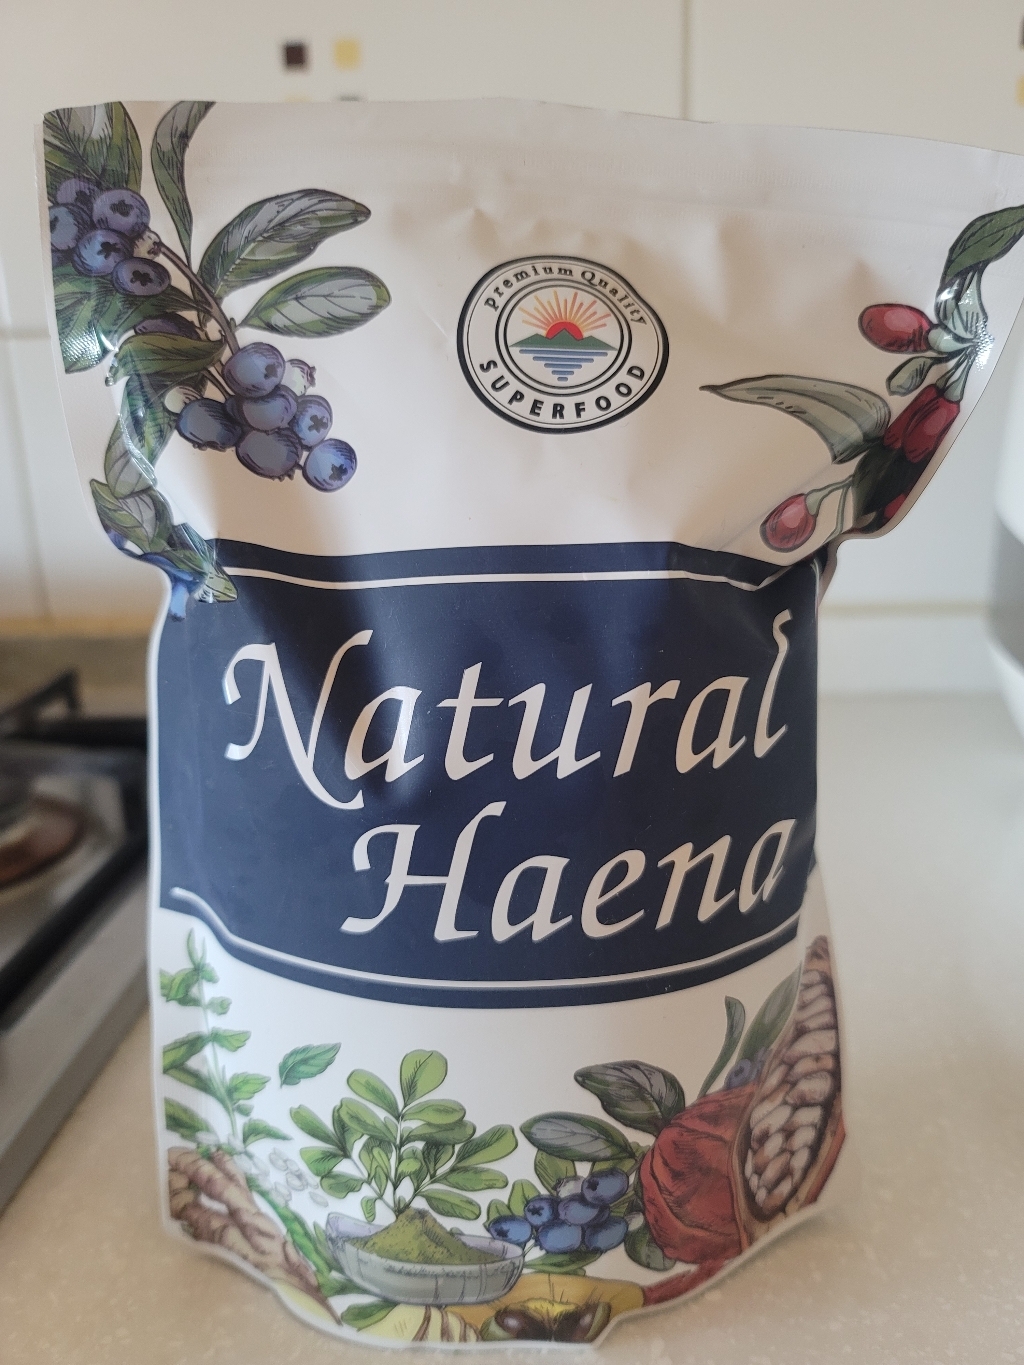 Premium Quality
SUPERFOOD
Natural
Haena